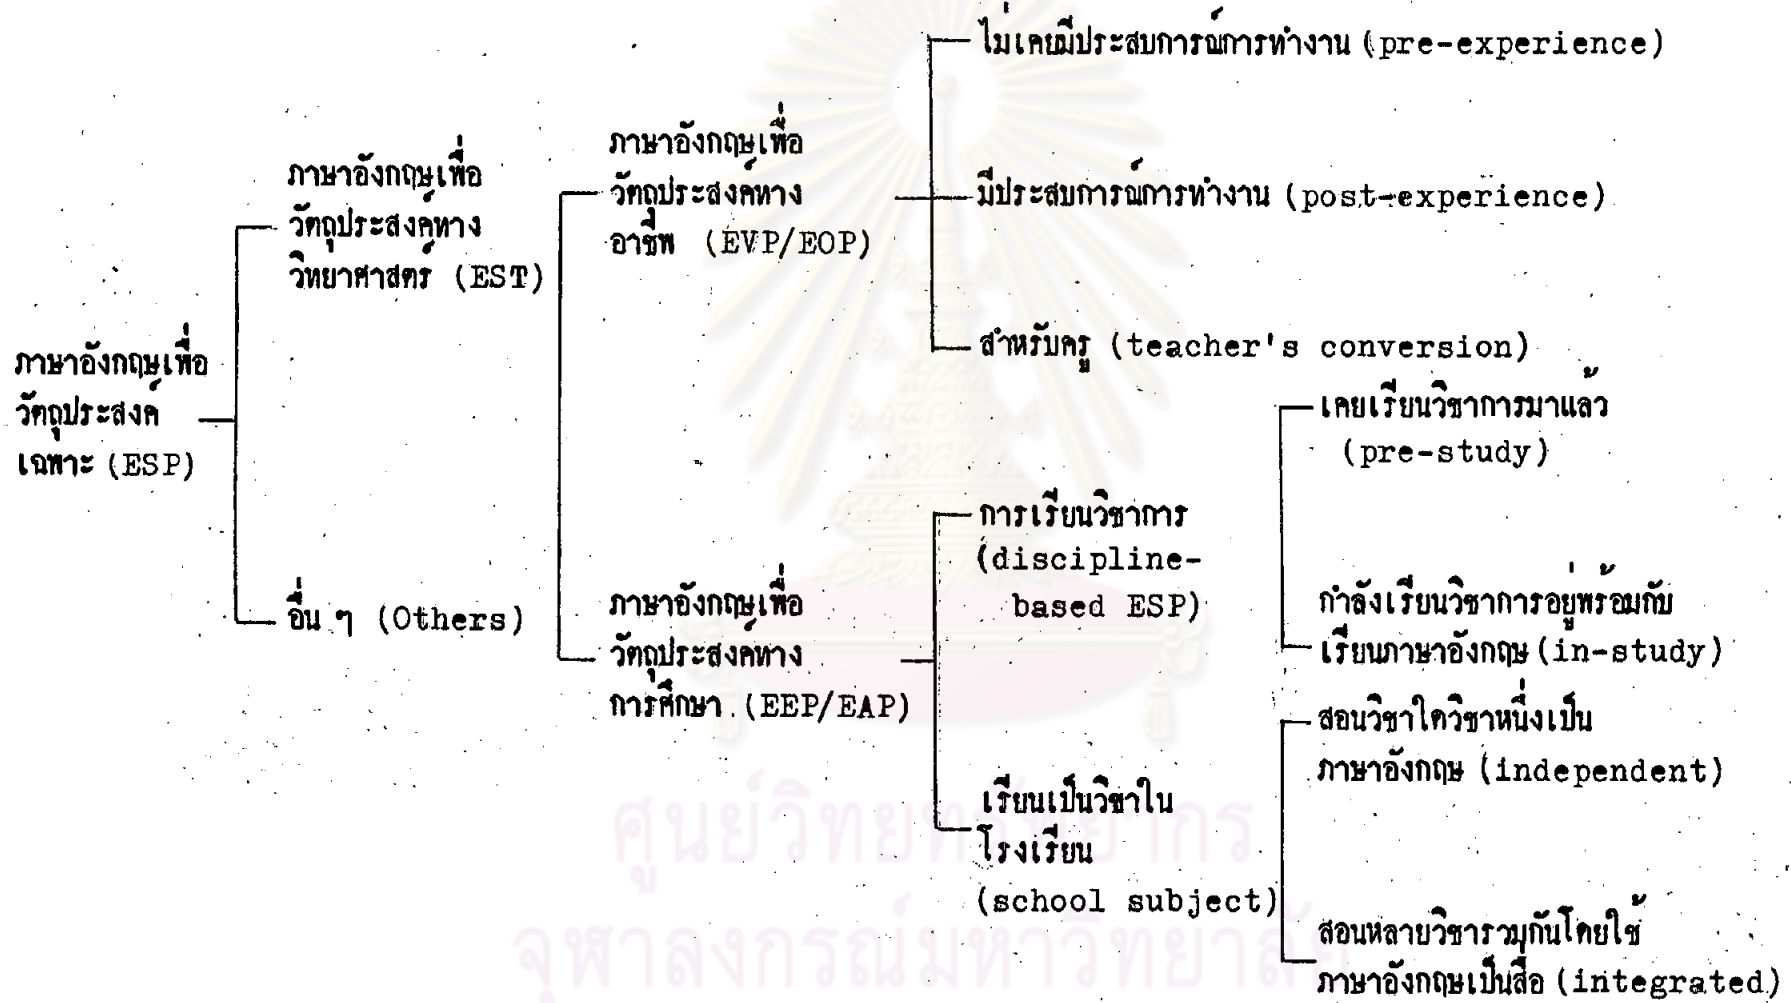 ภาษาอังกฤษเพื่อ
วัตถุประสงค์
เฉพาะ (ESP)
ภาษาอังกฤษเพื่อ
วัตถุประสงค์ทาง
วิทยาศาสตร์ (EST)
อื่น ๆ (Others)
ภาษาอังกฤษเพื่อ
วัตถุประสงค์ทาง
อาชีพ (EVP/EOP)
ภาษาอังกฤษเพื่อ
วัตถุประสงค์ทาง
การศึกษา (EEP/EAP)
ไม่เคยมีประสบการณ์การทำงาน (pre-experience)
มีประสบการณ์การทำงาน (post-experience)
สำหรับครู (teacher's conversion)
การเรียนวิชาการ
(discipline-
based ESP)
เรียนเป็นวิชาใน
โรงเรียน
(school subject)
เคยเรียนวิชาการมาแล้ว
(pre-study)
กำลังเรียนวิชาการอยู่พร้อมกับ
เรียนภาษาอังกฤษ (in-study)
สอนวิชาใดวิชาหนึ่งเป็น
ภาษาอังกฤษ (independent)
สอนหลายวิชารวมกันโดยใช้
ภาษาอังกฤษเป็นสื่อ (integrated)
ศูนย์วิทยทรัพยากร
จุฬาลงกรณ์มหาวิทยาลัย